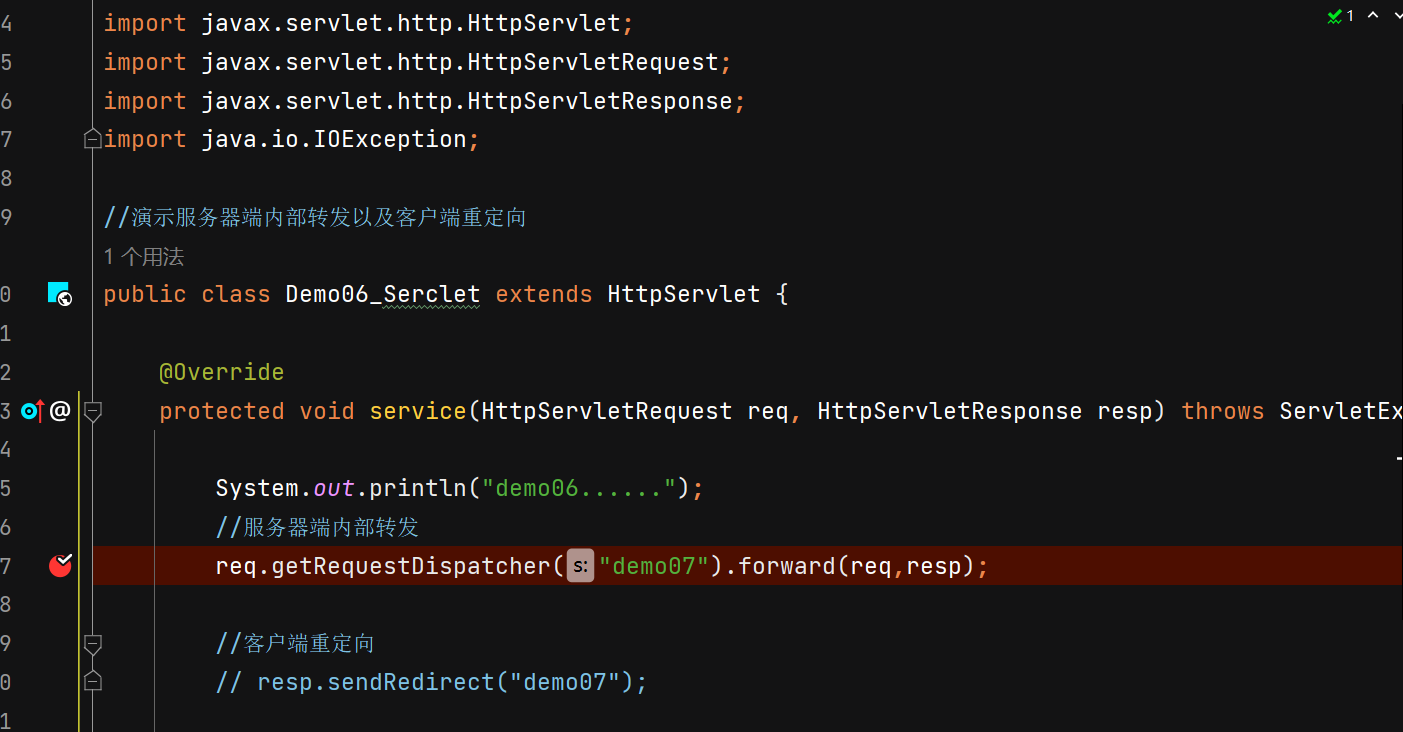 1
4 import javax.servlet.http.HttpServlet;
5 import javax.servlet.http.HttpServletRequest;
6 import javax.servlet.http.HttpServletResponse;
7 import java.io.IOException;
8
9 //演示服务器端内部转发以及客户端重定向
1 个用法
0 public class Demo06_Serclet extends HttpServlet {
1
2 @Override
3 @ protected void service(HttpServletRequest req, HttpServletResponse resp) throws ServletEx
4
5 System.out.println("demo06......");
6 //服务器端内部转发
7 req.getRequestDispatcher(s:"demo07").forward(req,resp);
8
9 //客户端重定向
0 // resp.sendRedirect("demo07");
1